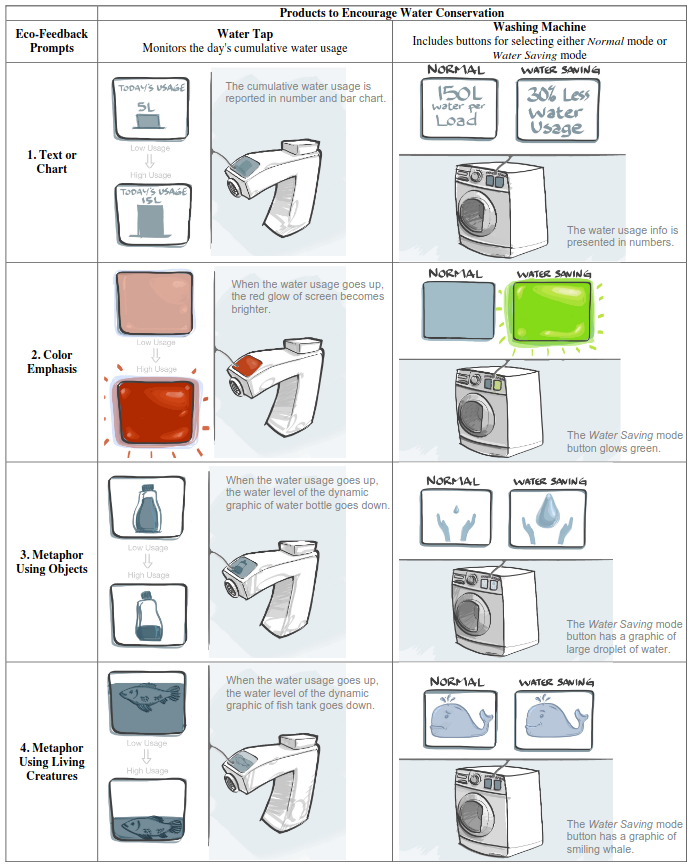 Products to Encourage Water Conservation
Eco-Feedback
Prompts
Water Tap
Monitors the day's cumulative water usage
Washing Machine
Includes buttons for selecting either Normal mode or
Water Saving mode
1. Text or
Chart
TODAY'S USAGE
5L
Low Usage
High Usage
TODAY'S USAGE
15L
The cumulative water usage is
reported in number and bar chart.
NORMAL
150L
water per
Load
WATER SAVING
30% Less
Water
Usage
The water usage info is
presented in numbers.
2. Color
Emphasis
Low Usage
High Usage
When the water usage goes up,
the red glow of screen becomes
brighter.
NORMAL
WATER SAVING
The Water Saving mode
button glows green.
3. Metaphor
Using Objects
Low Usage
High Usage
When the water usage goes up,
the water level of the dynamic
graphic of water bottle goes down.
NORMAL
WATER SAVING
The Water Saving mode
button has a graphic of
large droplet of water.
4. Metaphor
Using Living
Creatures
Low Usage
High Usage
When the water usage goes up,
the water level of the dynamic
graphic of fish tank goes down.
NORMAL
WATER SAVING
The Water Saving mode
button has a graphic of
smiling whale.